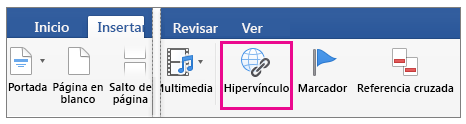 Inicio Insertar Revisar Ver
Portada Página en blanco Salto de página Multimedia Hipervínculo Marcador Referencia cruzada